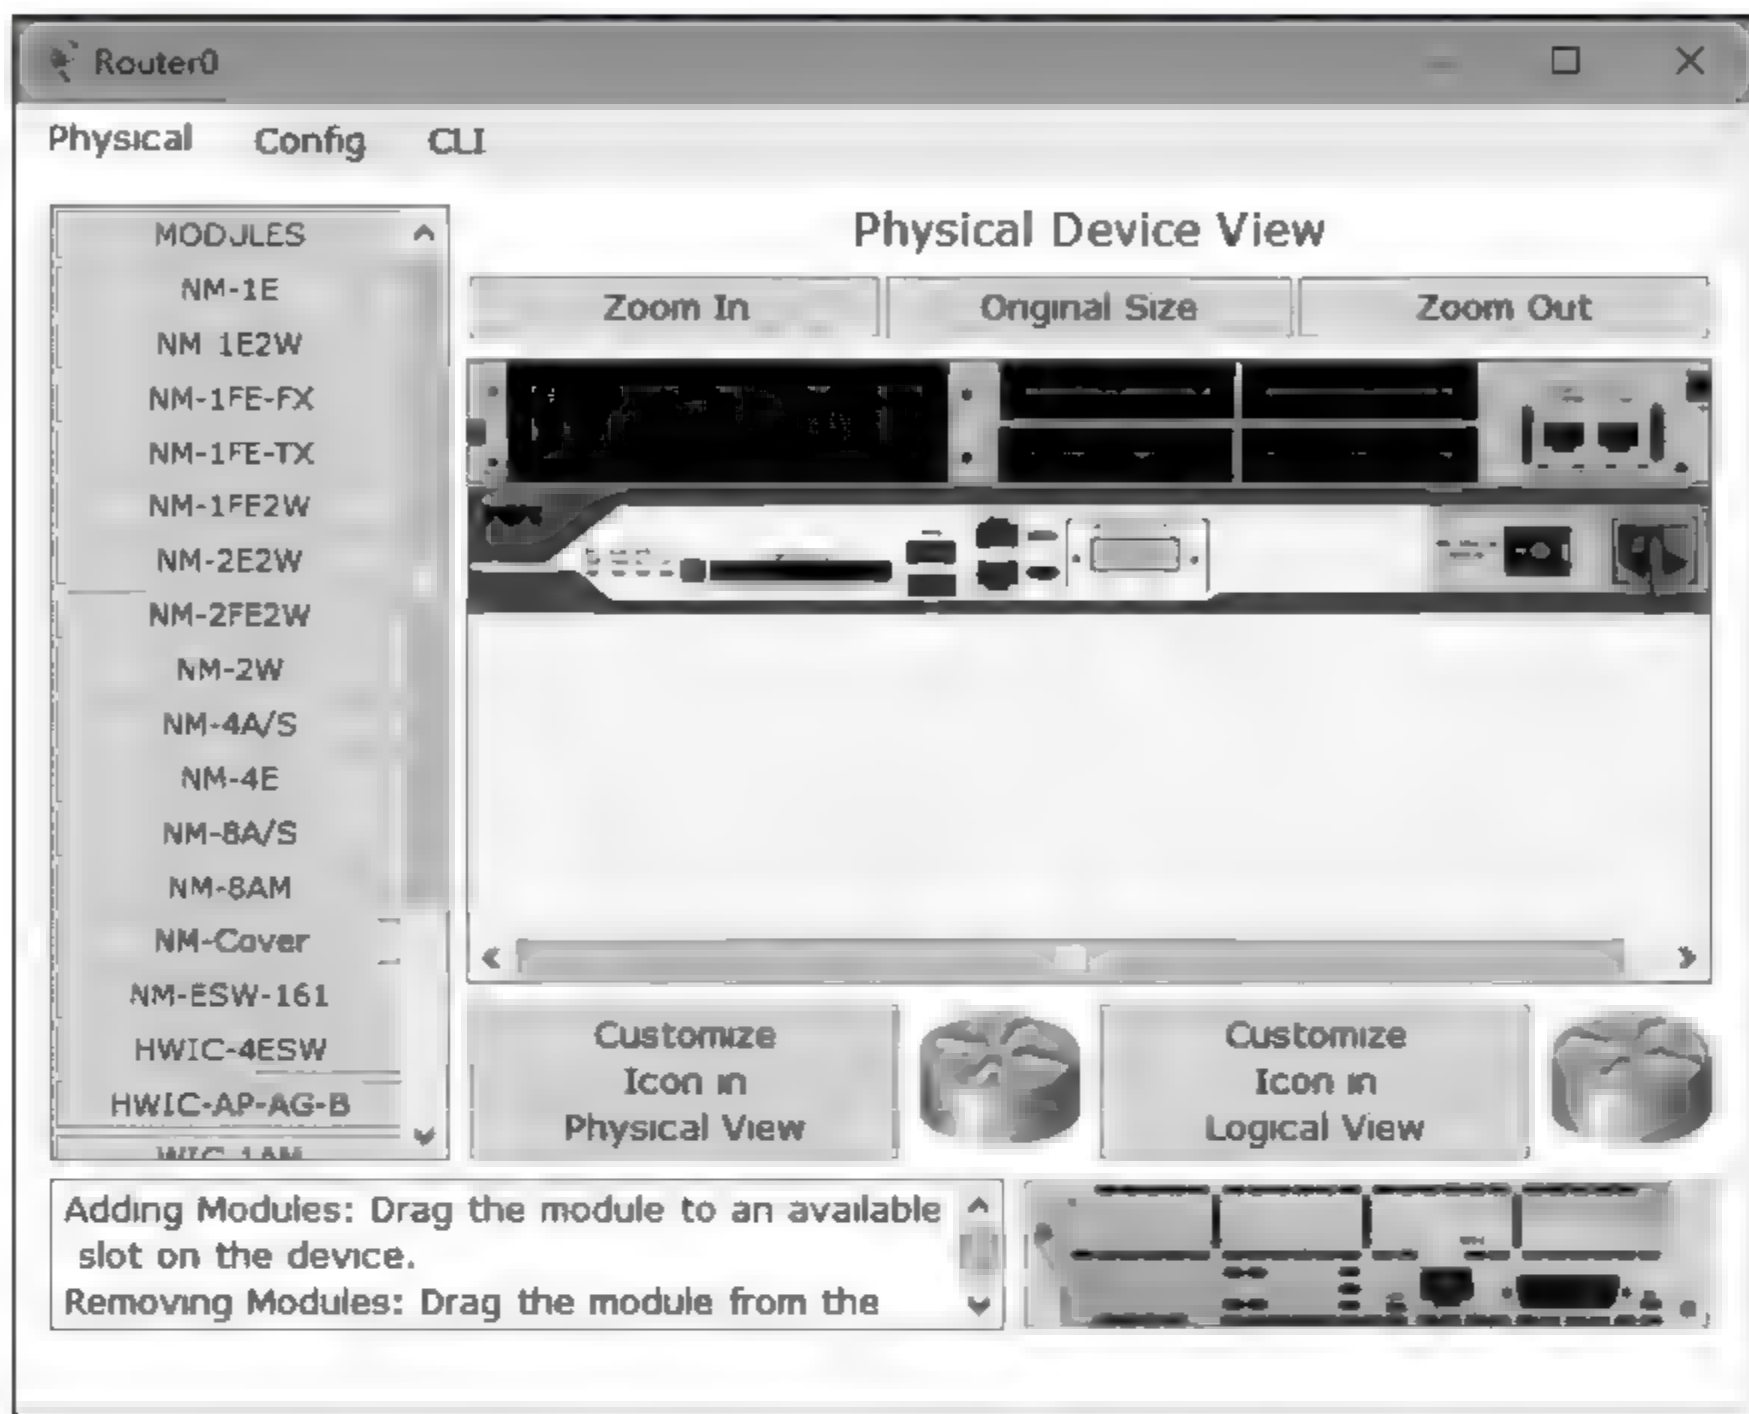 Router0
Physical Config CLI
MODULES
NM-1E
NM 1E2W
NM-1FE-FX
NM-1FE-TX
NM-1FE2W
NM-2E2W
NM-2FE2W
NM-2W
NM-4A/S
NM-4E
NM-8A/S
NM-8AM
NM-Cover
NM-ESW-161
HWIC-4ESW
HWIC-AP-AG-B
WIC-1AM
Physical Device View
Zoom In Original Size Zoom Out
Customize
Icon in
Physical View
Customize
Icon in
Logical View
Adding Modules: Drag the module to an available
slot on the device.
Removing Modules: Drag the module from the